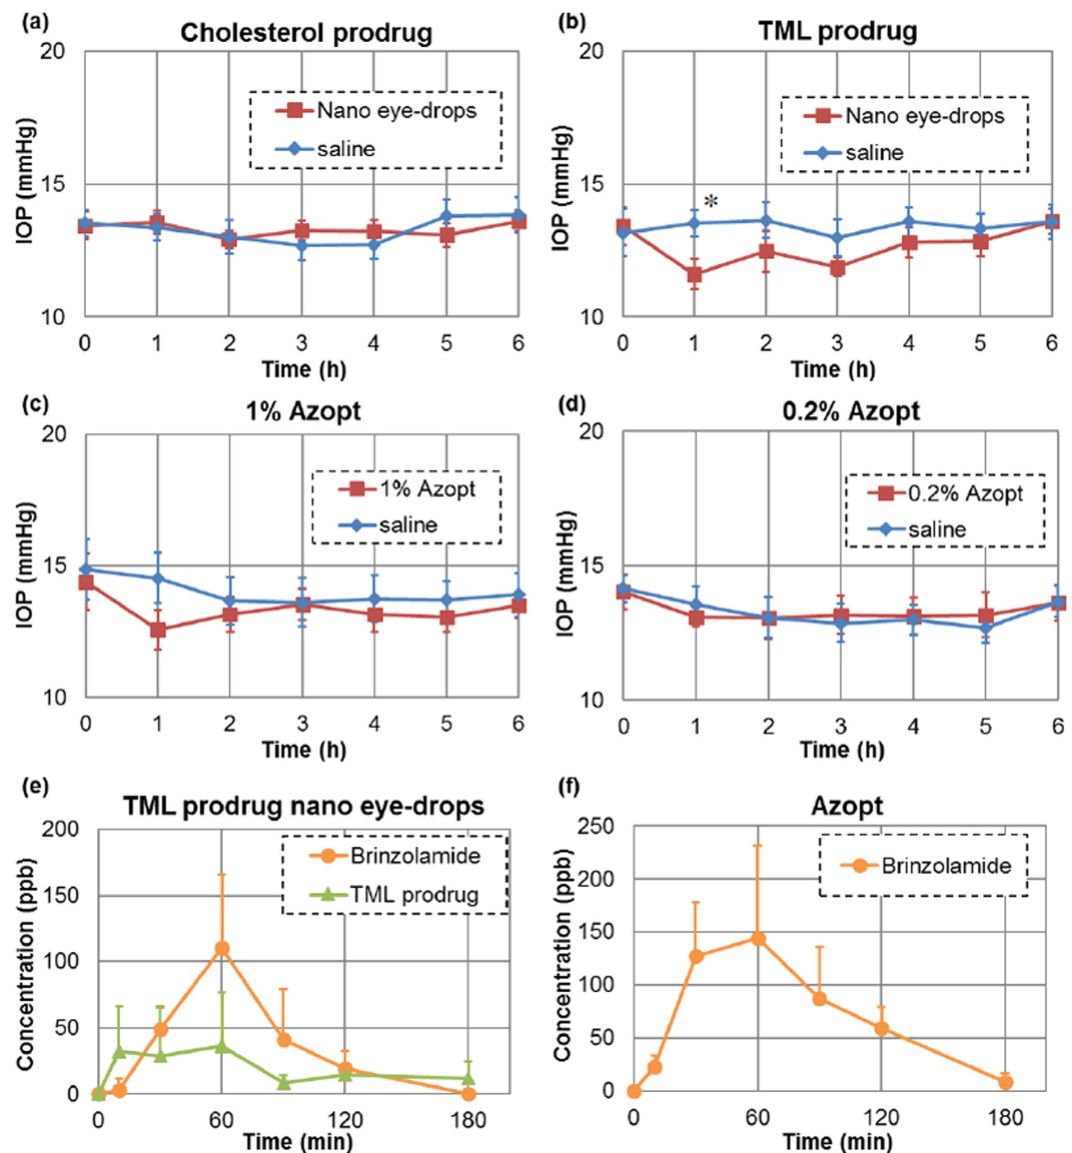 (a) Cholesterol prodrug
20
15
10
IOP (mmHg)
Nano eye-drops
saline
0 1 2 3 4 5 6
Time (h)
(b) TML prodrug
20
15
10
IOP (mmHg)
Nano eye-drops
saline
*
0 1 2 3 4 5 6
Time (h)
(c) 1% Azopt
20
15
10
IOP (mmHg)
1% Azopt
saline
0 1 2 3 4 5 6
Time (h)
(d) 0.2% Azopt
20
15
10
IOP (mmHg)
0.2% Azopt
saline
0 1 2 3 4 5 6
Time (h)
(e) TML prodrug nano eye-drops
200
150
100
50
0
Concentration (ppb)
Brinzolamide
TML prodrug
0 60 120 180
Time (min)
(f) Azopt
250
200
150
100
50
0
Concentration (ppb)
Brinzolamide
0 60 120 180
Time (min)